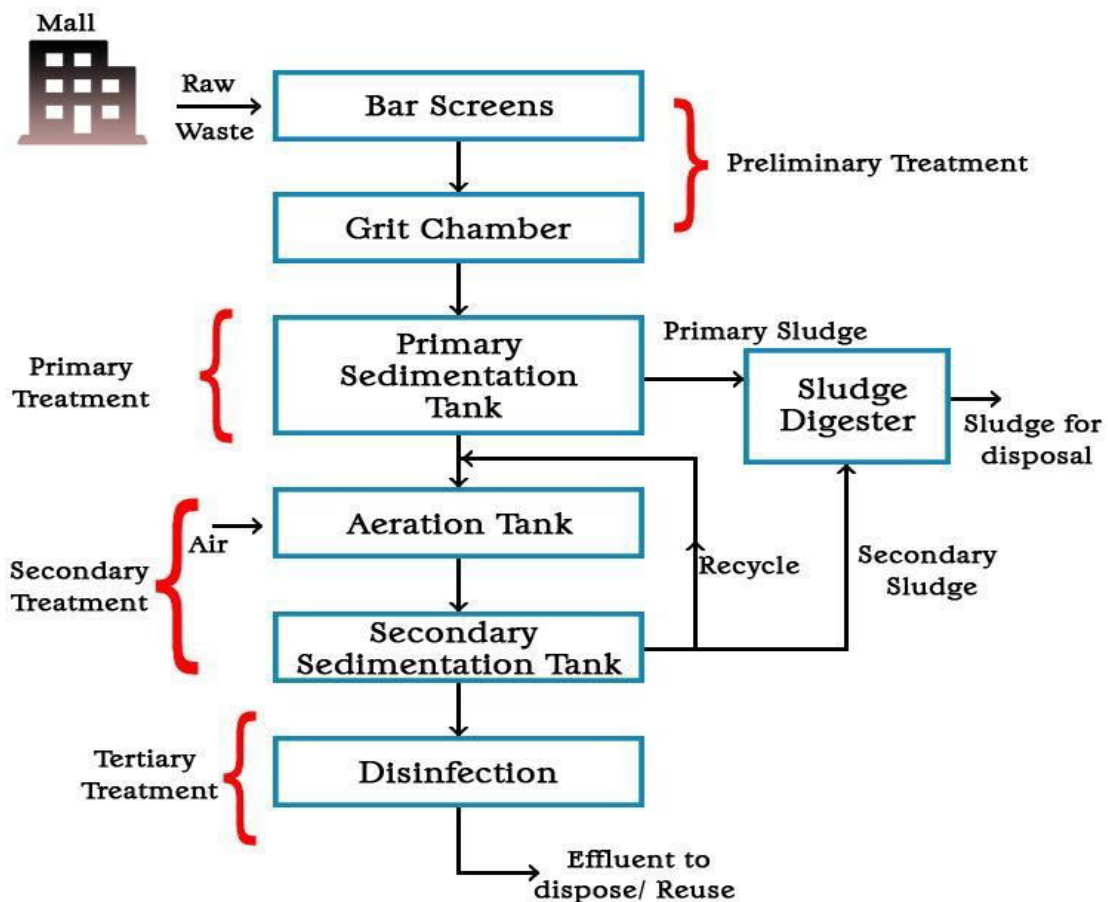 Mall
Raw
Waste
Bar Screens
Preliminary Treatment
Grit Chamber
Primary
Treatment
Primary
Sedimentation
Tank
Primary Sludge
Sludge
Digester
Sludge for
disposal
Air
Aeration Tank
Recycle
Secondary
Sludge
Secondary
Treatment
Secondary
Sedimentation Tank
Tertiary
Treatment
Disinfection
Effluent to
dispose/ Reuse